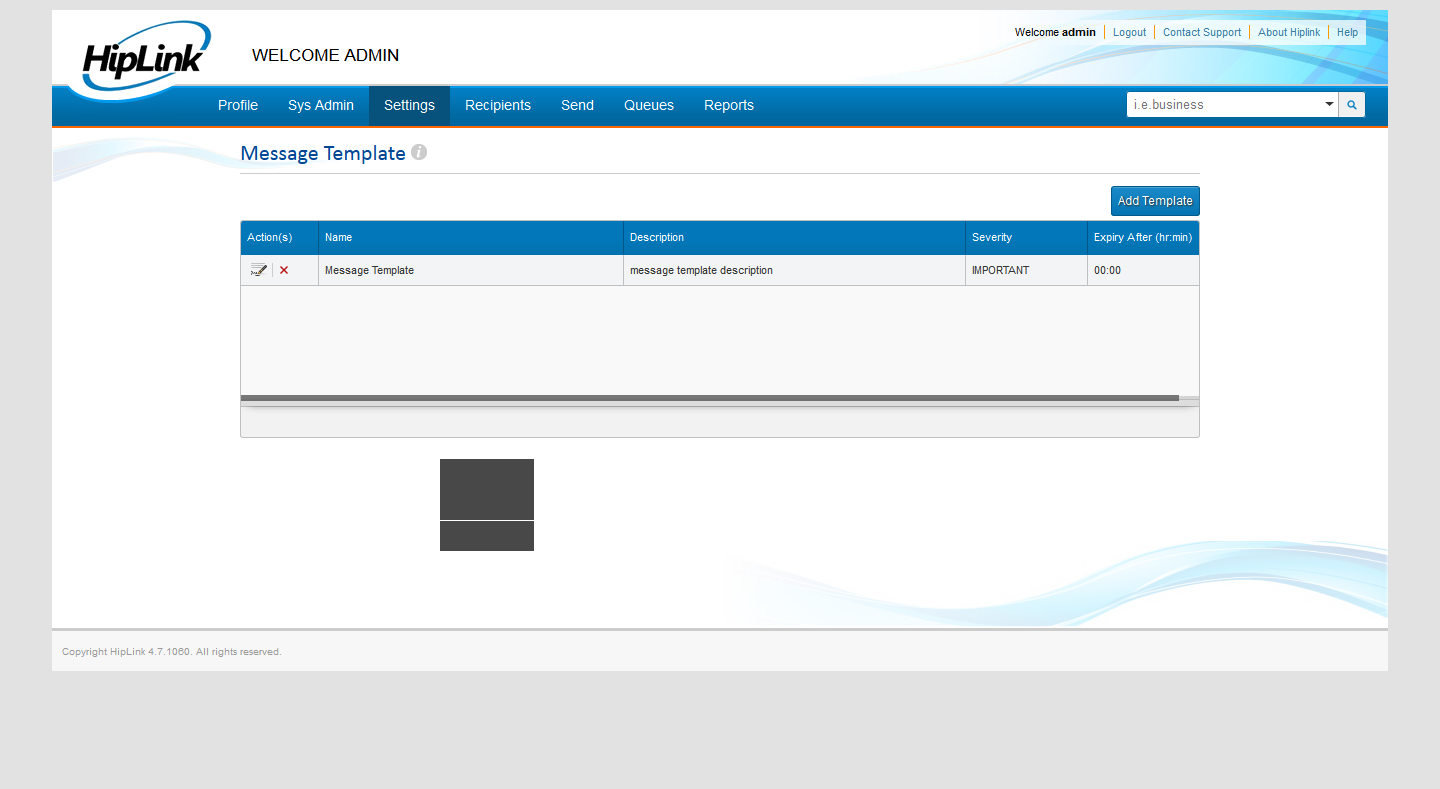 HipLink
WELCOME ADMIN
Welcome admin Logout Contact Support About Hiplink Help
Profile Sys Admin Settings Recipients Send Queues Reports
i.e.business
Message Template
Add Template
Action(s) Name Description Severity Expiry After (hr:min)
Message Template message template description IMPORTANT 00:00
Copyright HipLink 4.7.1060. All rights reserved.